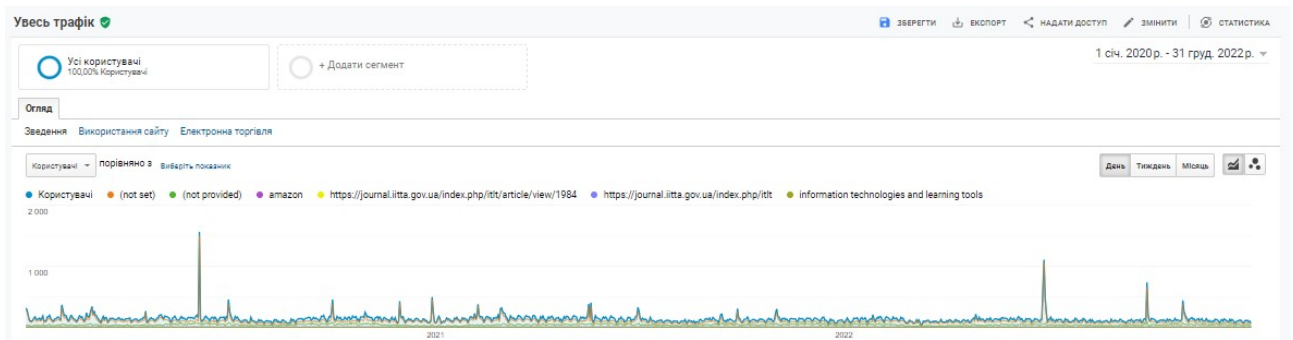 Увесь трафік
ЗБЕРЕГТИ ЕКСПОРТ НАДАТИ ДОСТУП ЗМІНИТИ СТАТИСТИКА
1 січ. 2020 р. - 31 груд. 2022 р.
Усі користувачі
100,00% Користувачі
+ Додати сегмент
Огляд
Зведення Використання сайту Електронна торгівля
Користувачі порівняно з Виберіть показник
День Тиждень Місяць
Користувачі (not set) (not provided) amazon https://journal.iitta.gov.ua/index.php/itlt/article/view/1984 https://journal.iitta.gov.ua/index.php/itlt information technologies and learning tools
2 000
1 000
2021 2022